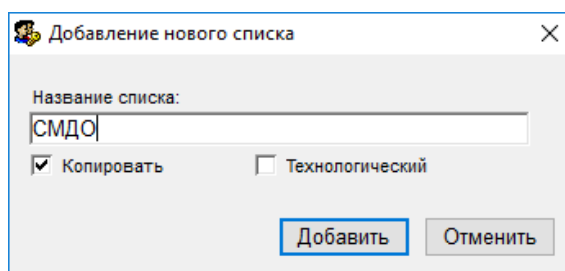 Добавление нового списка
Название списка:
СМДО
Копировать Технологический
Добавить Отменить